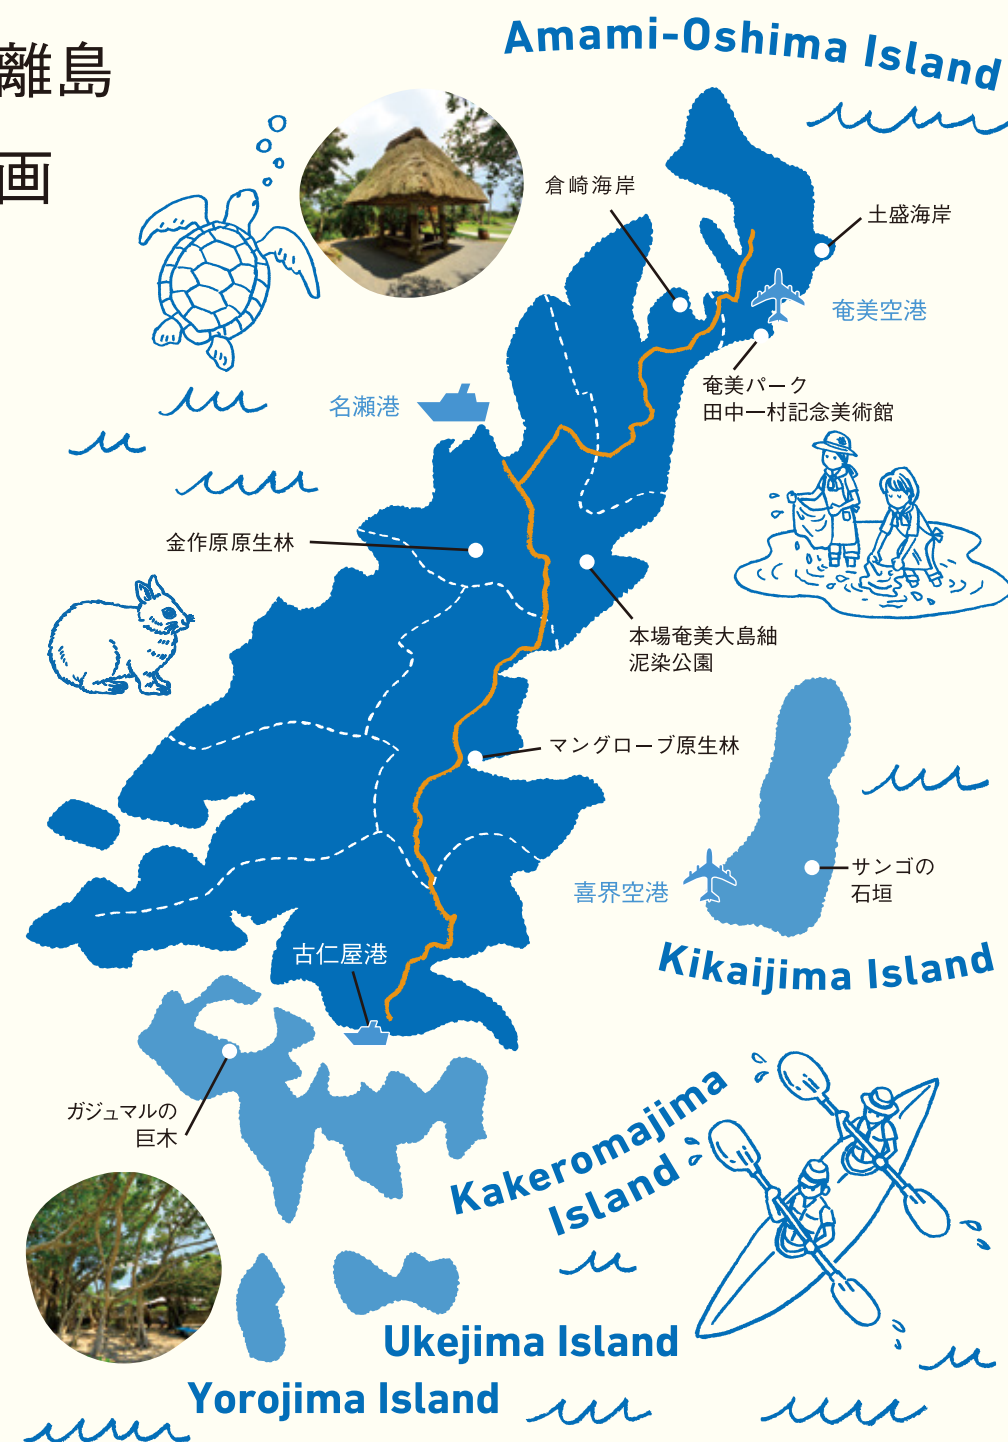 Amami-Oshima Island
離島
画
倉崎海岸
土盛海岸
奄美空港
奄美パーク
田中一村記念美術館
名瀬港
金作原原生林
本場奄美大島紬
泥染公園
マングローブ原生林
サンゴの
石垣
喜界空港
Kikaijima Island
古仁屋港
ガジュマルの
巨木
Kakeromajima
Island
Ukejima Island
Yorojima Island